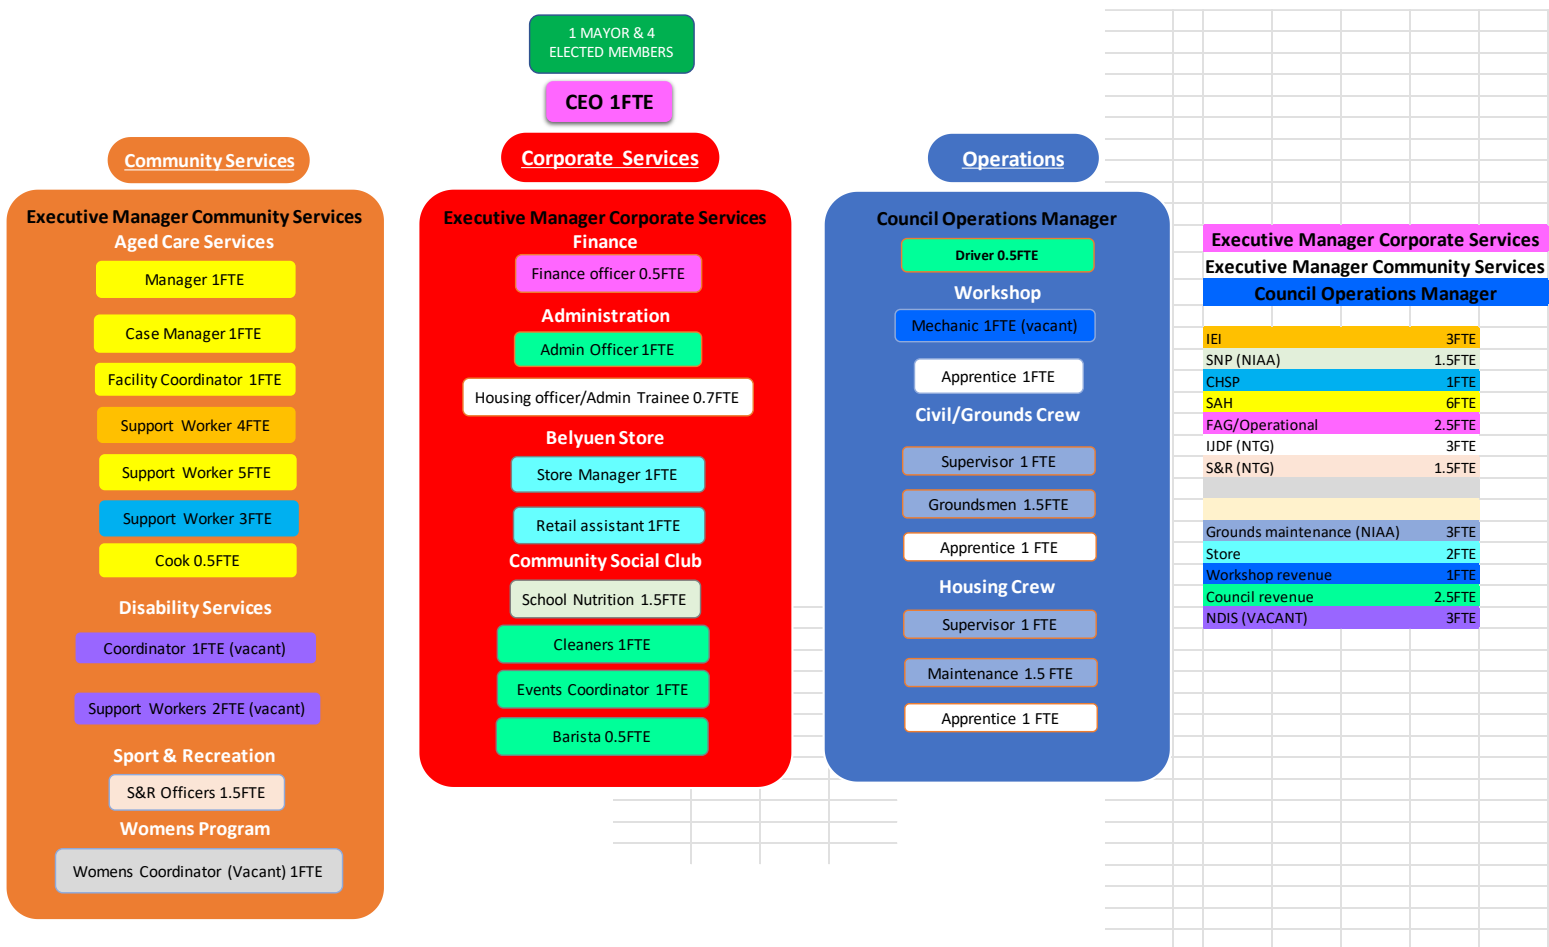 1 MAYOR & 4
ELECTED MEMBERS
CEO 1FTE
Community Services
Executive Manager Community Services
Aged Care Services
Manager 1FTE
Case Manager 1FTE
Facility Coordinator 1FTE
Support Worker 4FTE
Support Worker 5FTE
Support Worker 3FTE
Cook 0.5FTE
Disability Services
Coordinator 1FTE (vacant)
Support Workers 2FTE (vacant)
Sport & Recreation
S&R Officers 1.5FTE
Womens Program
Womens Coordinator (Vacant) 1FTE
Corporate Services
Executive Manager Corporate Services
Finance
Finance officer 0.5FTE
Administration
Admin Officer 1FTE
Housing officer/Admin Trainee 0.7FTE
Belyuen Store
Store Manager 1FTE
Retail assistant 1FTE
Community Social Club
School Nutrition 1.5FTE
Cleaners 1FTE
Events Coordinator 1FTE
Barista 0.5FTE
Operations
Council Operations Manager
Driver 0.5FTE
Workshop
Mechanic 1FTE (vacant)
Apprentice 1FTE
Civil/Grounds Crew
Supervisor 1 FTE
Groundsmen 1.5FTE
Apprentice 1 FTE
Housing Crew
Supervisor 1 FTE
Maintenance 1.5 FTE
Apprentice 1 FTE
Executive Manager Corporate Services
Executive Manager Community Services
Council Operations Manager
IEI 3FTE
SNP (NIAA) 1.5FTE
CHSP 1FTE
SAH 6FTE
FAG/Operational 2.5FTE
IJDF (NTG) 3FTE
S&R (NTG) 1.5FTE
Grounds maintenance (NIAA) 3FTE
Store 2FTE
Workshop revenue 1FTE
Council revenue 2.5FTE
NDIS (VACANT) 3FTE